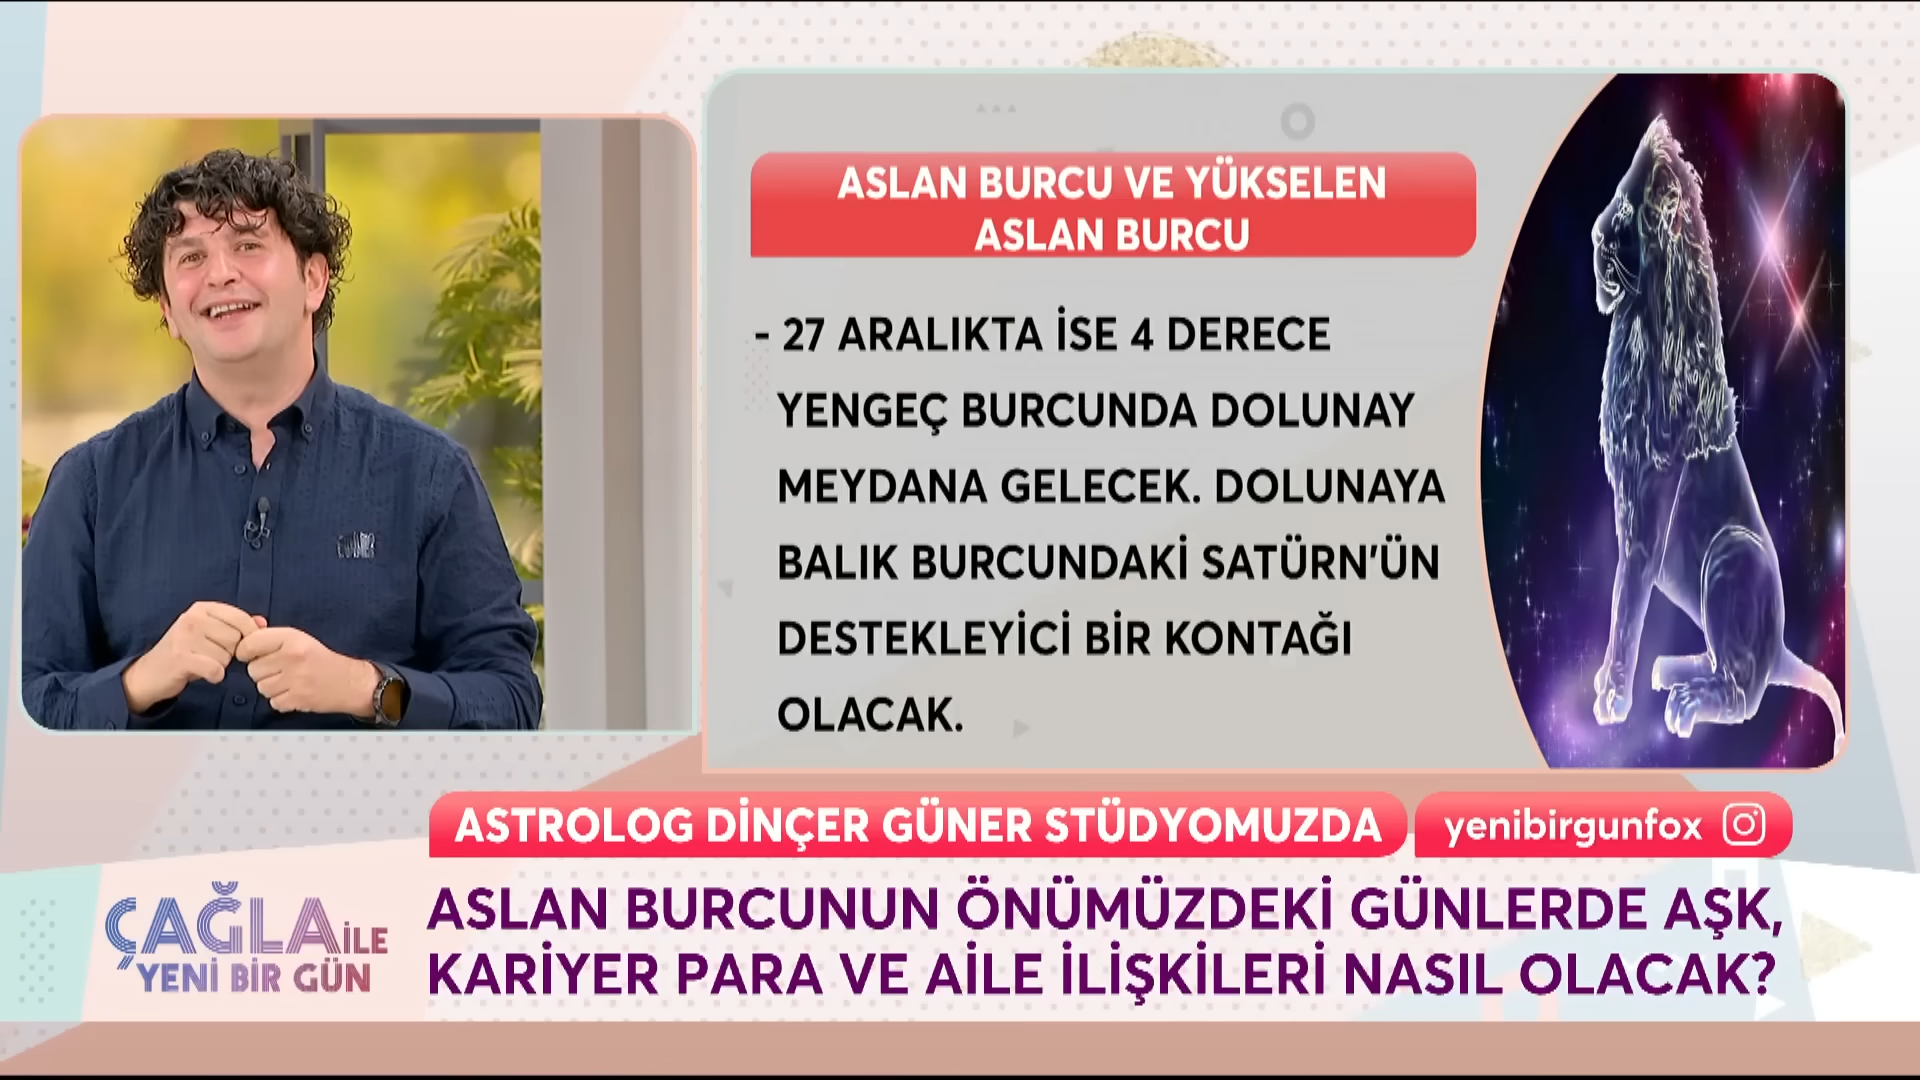 ASLAN BURCU VE YÜKSELEN
ASLAN BURCU
- 27 ARALIKTA İSE 4 DERECE
YENGEÇ BURCUNDA DOLUNAY
MEYDANA GELECEK. DOLUNAYA
BALIK BURCUNDAKİ SATÜRN'ÜN
DESTEKLEYİCİ BİR KONTAĞI
OLACAK.
ASTROLOG DİNÇER GÜNER STÜDYOMUZDA
yenibirgunfox
ÇAĞLA İLE
YENİ BİR GÜN
ASLAN BURCUNUN ÖNÜMÜZDEKİ GÜNLERDE AŞK,
KARİYER PARA VE AİLE İLİŞKİLERİ NASIL OLACAK?